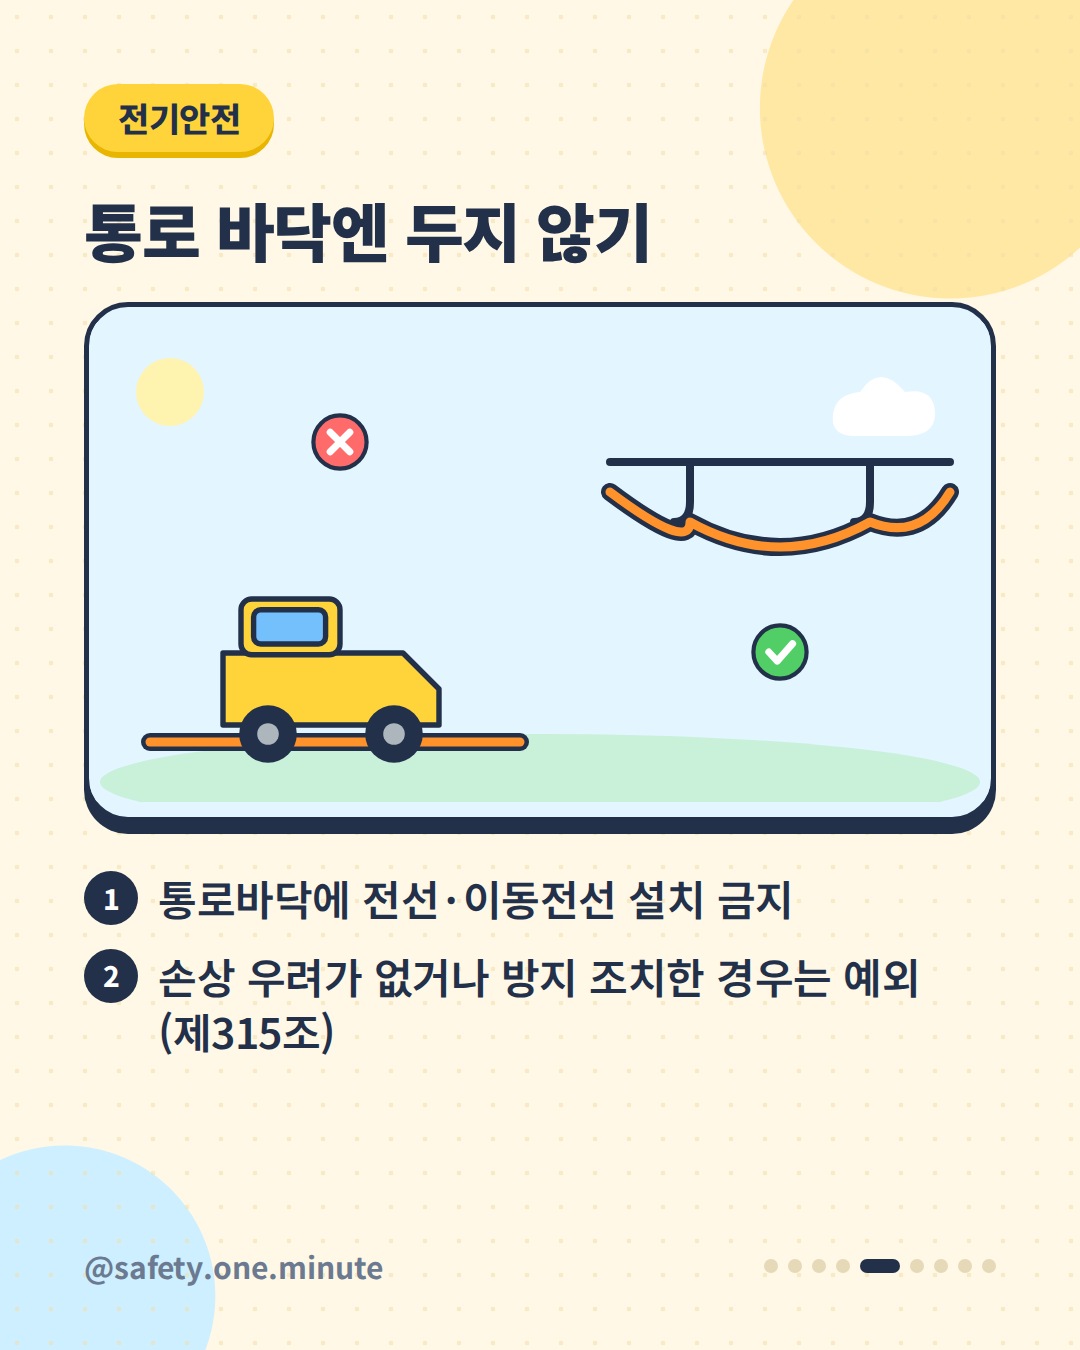 전기안전
통로 바닥엔 두지 않기
1 통로바닥에 전선·이동전선 설치 금지
2 손상 우려가 없거나 방지 조치한 경우는 예외
(제315조)
@safety.one.minute